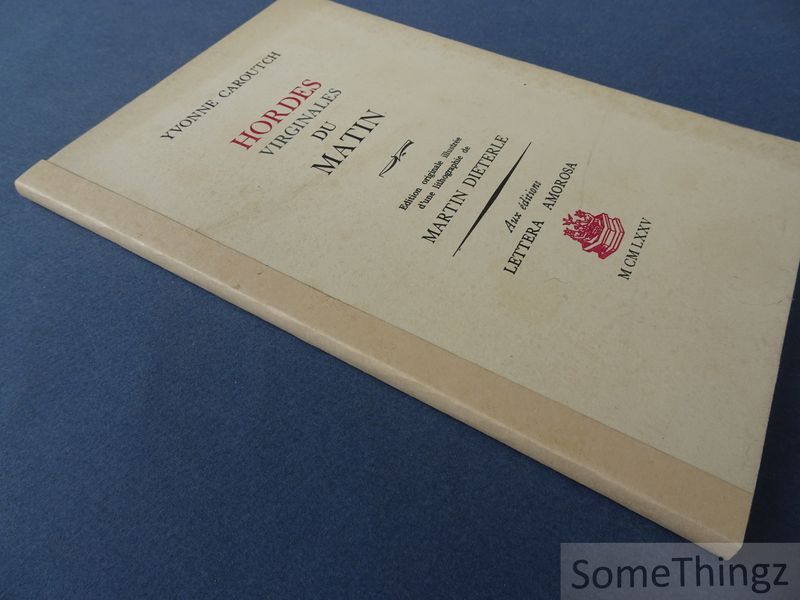 YVONNE CAROUTCH
HORDES
VIRGINALES
DU
MATIN
Edition originale illustrée
d'une lithographie de
MARTIN DIETERLE
Aux éditions
LETTERA AMOROSA
MCMLXXV
SomeThingz